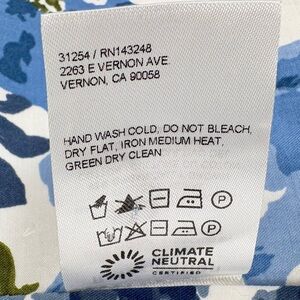 31254 / RN143248
2263 E VERNON AVE.
VERNON, CA 90058
HAND WASH COLD, DO NOT BLEACH,
DRY FLAT, IRON MEDIUM HEAT,
GREEN DRY CLEAN
CLIMATE
NEUTRAL
CERTIFIED